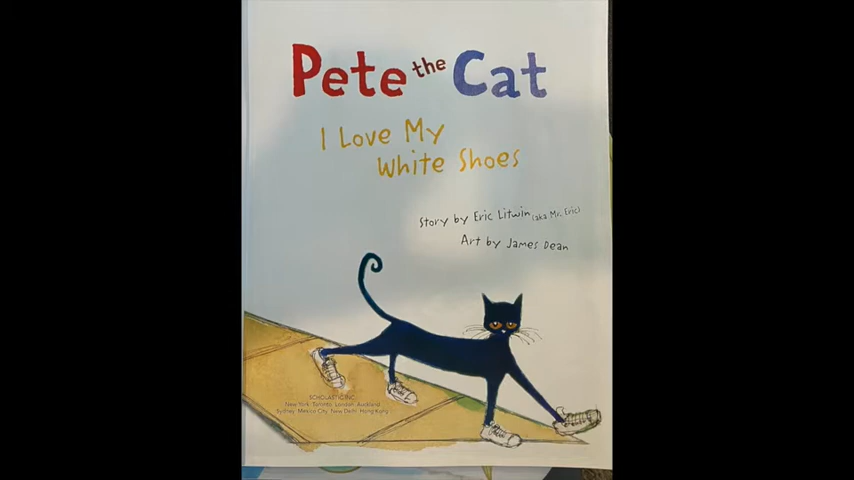 Pete the Cat
I Love My
White Shoes
Story by Eric Litwin (aka Mr. Eric)
Art by James Dean
SCHOLASTIC INC.
New York Toronto London Auckland
Sydney Mexico City New Delhi Hong Kong